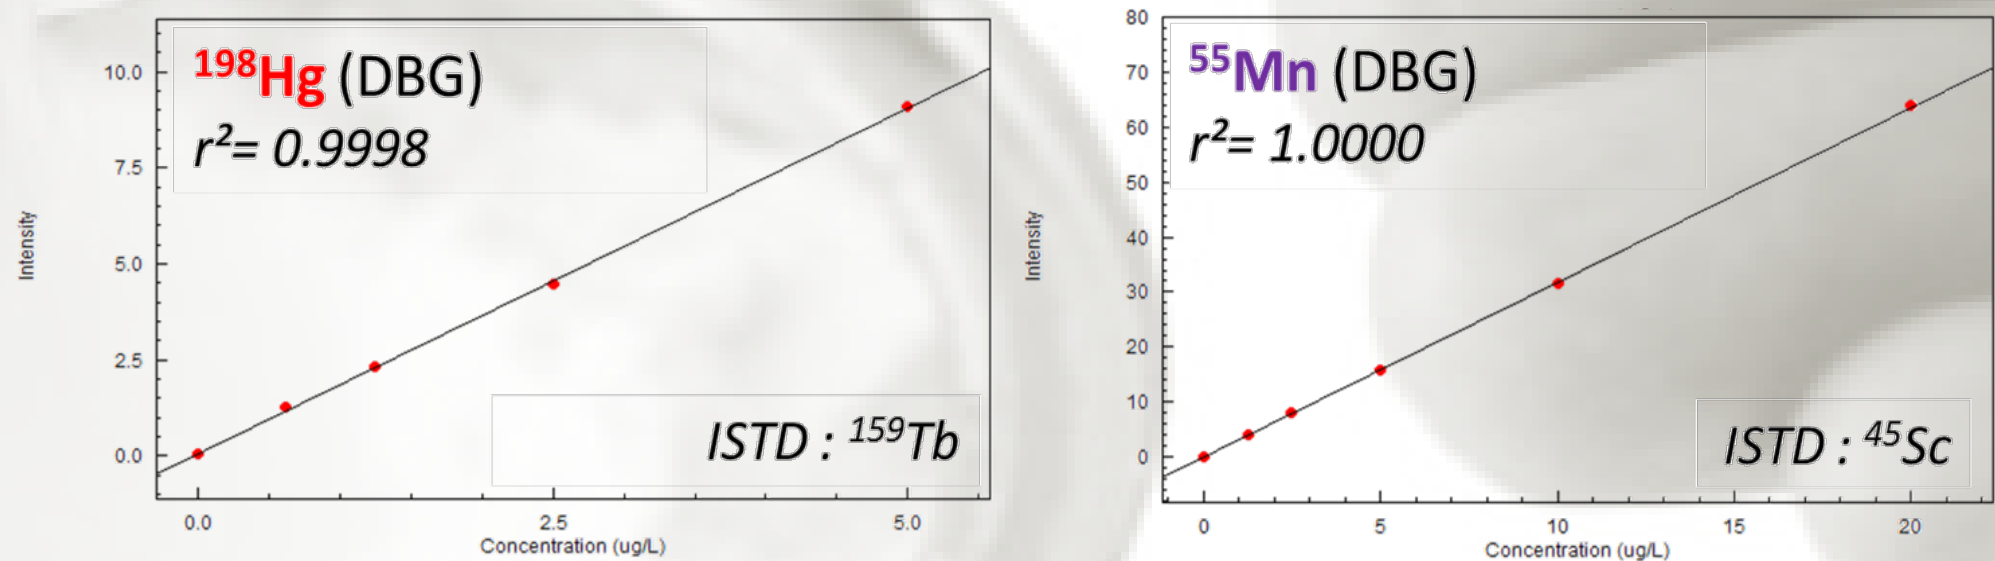 ¹⁹⁸Hg (DBG)
r²= 0.9998
10.0
7.5
5.0
2.5
0.0
Intensity
ISTD : ¹⁵⁹Tb
0.0 2.5 5.0
Concentration (ug/L)
⁵⁵Mn (DBG)
r²= 1.0000
80
70
60
50
40
30
20
10
0
Intensity
ISTD : ⁴⁵Sc
0 5 10 15 20
Concentration (ug/L)